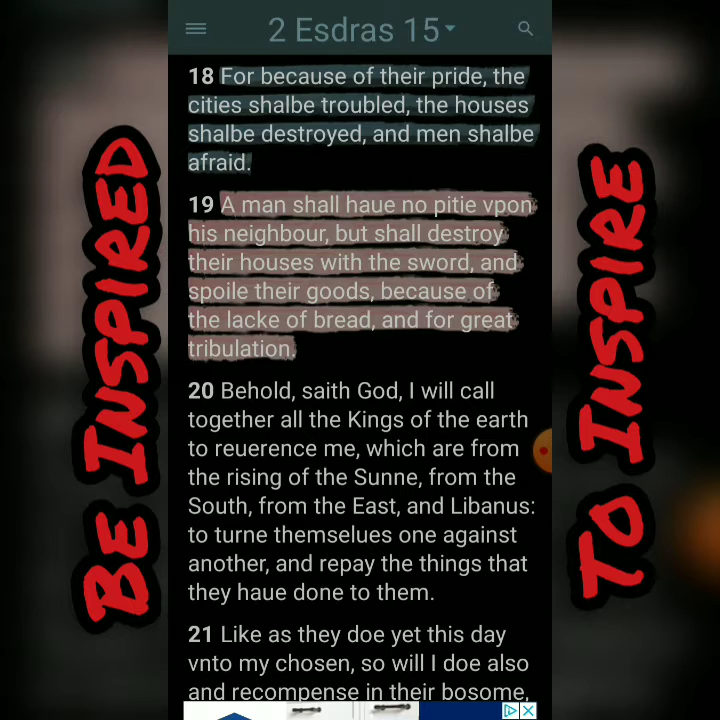 2 Esdras 15
18 For because of their pride, the
cities shalbe troubled, the houses
shalbe destroyed, and men shalbe
afraid.
19 A man shall haue no pitie vpon
his neighbour, but shall destroy
their houses with the sword, and
spoile their goods, because of
the lacke of bread, and for great
tribulation.
20 Behold, saith God, I will call
together all the Kings of the earth
to reuerence me, which are from
the rising of the Sunne, from the
South, from the East, and Libanus:
to turne themselues one against
another, and repay the things that
they haue done to them.
21 Like as they doe yet this day
vnto my chosen, so will I doe also
and recompense in their bosome,
BE INSPIRED
TO INSPIRE